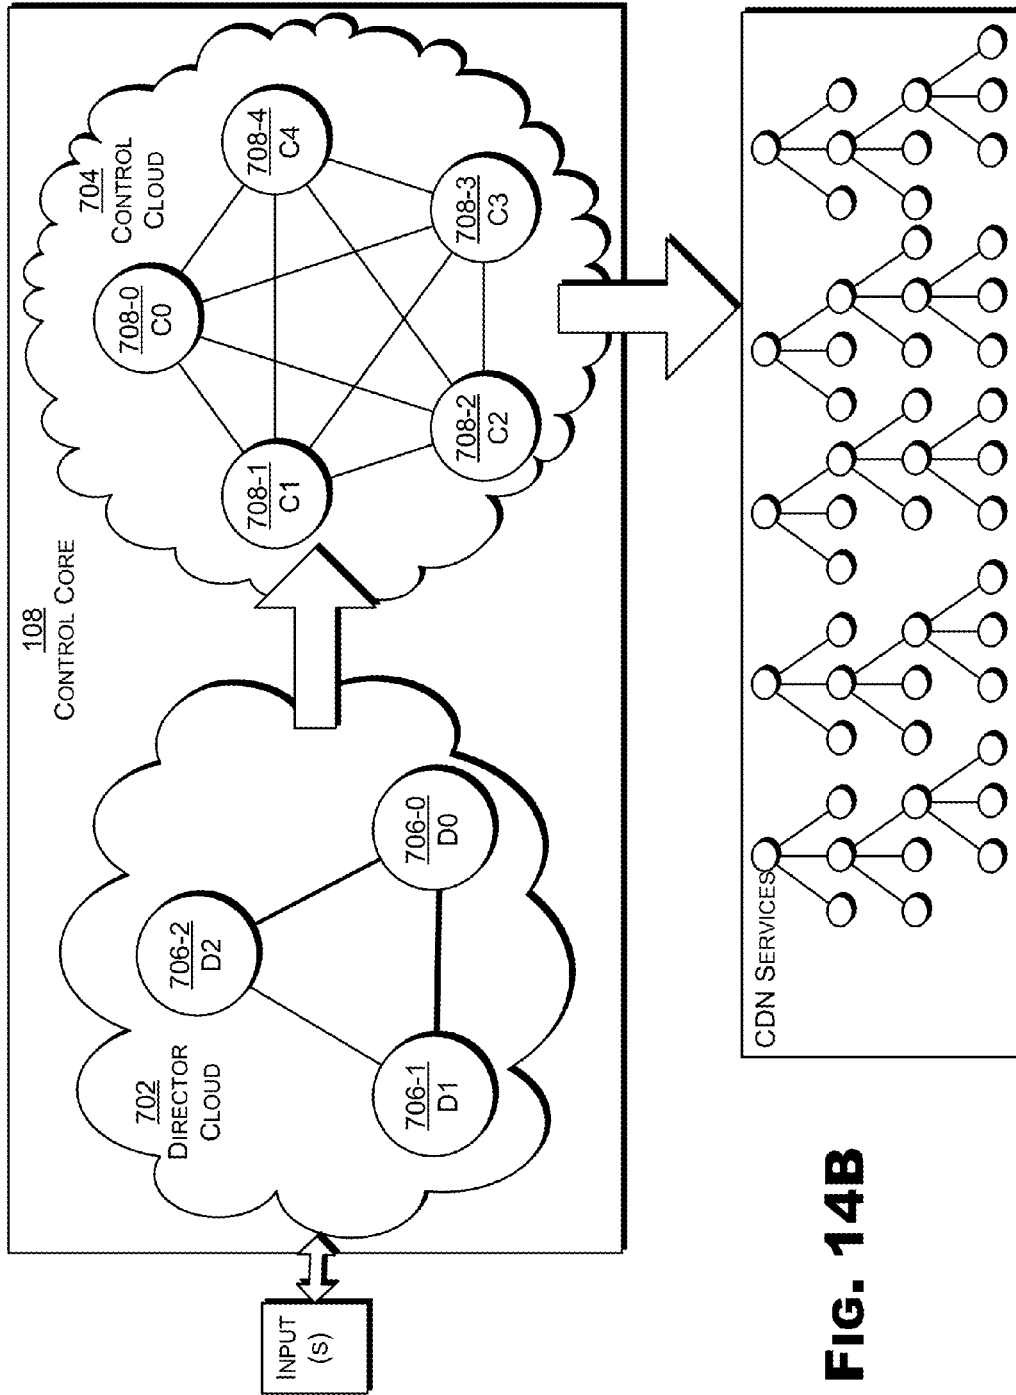 108
CONTROL CORE
INPUT
(S)
702
DIRECTOR
CLOUD
706-2
D2
706-1
D1
706-0
D0
704
CONTROL
CLOUD
708-0
C0
708-1
C1
708-4
C4
708-2
C2
708-3
C3
CDN SERVICES
FIG. 14B